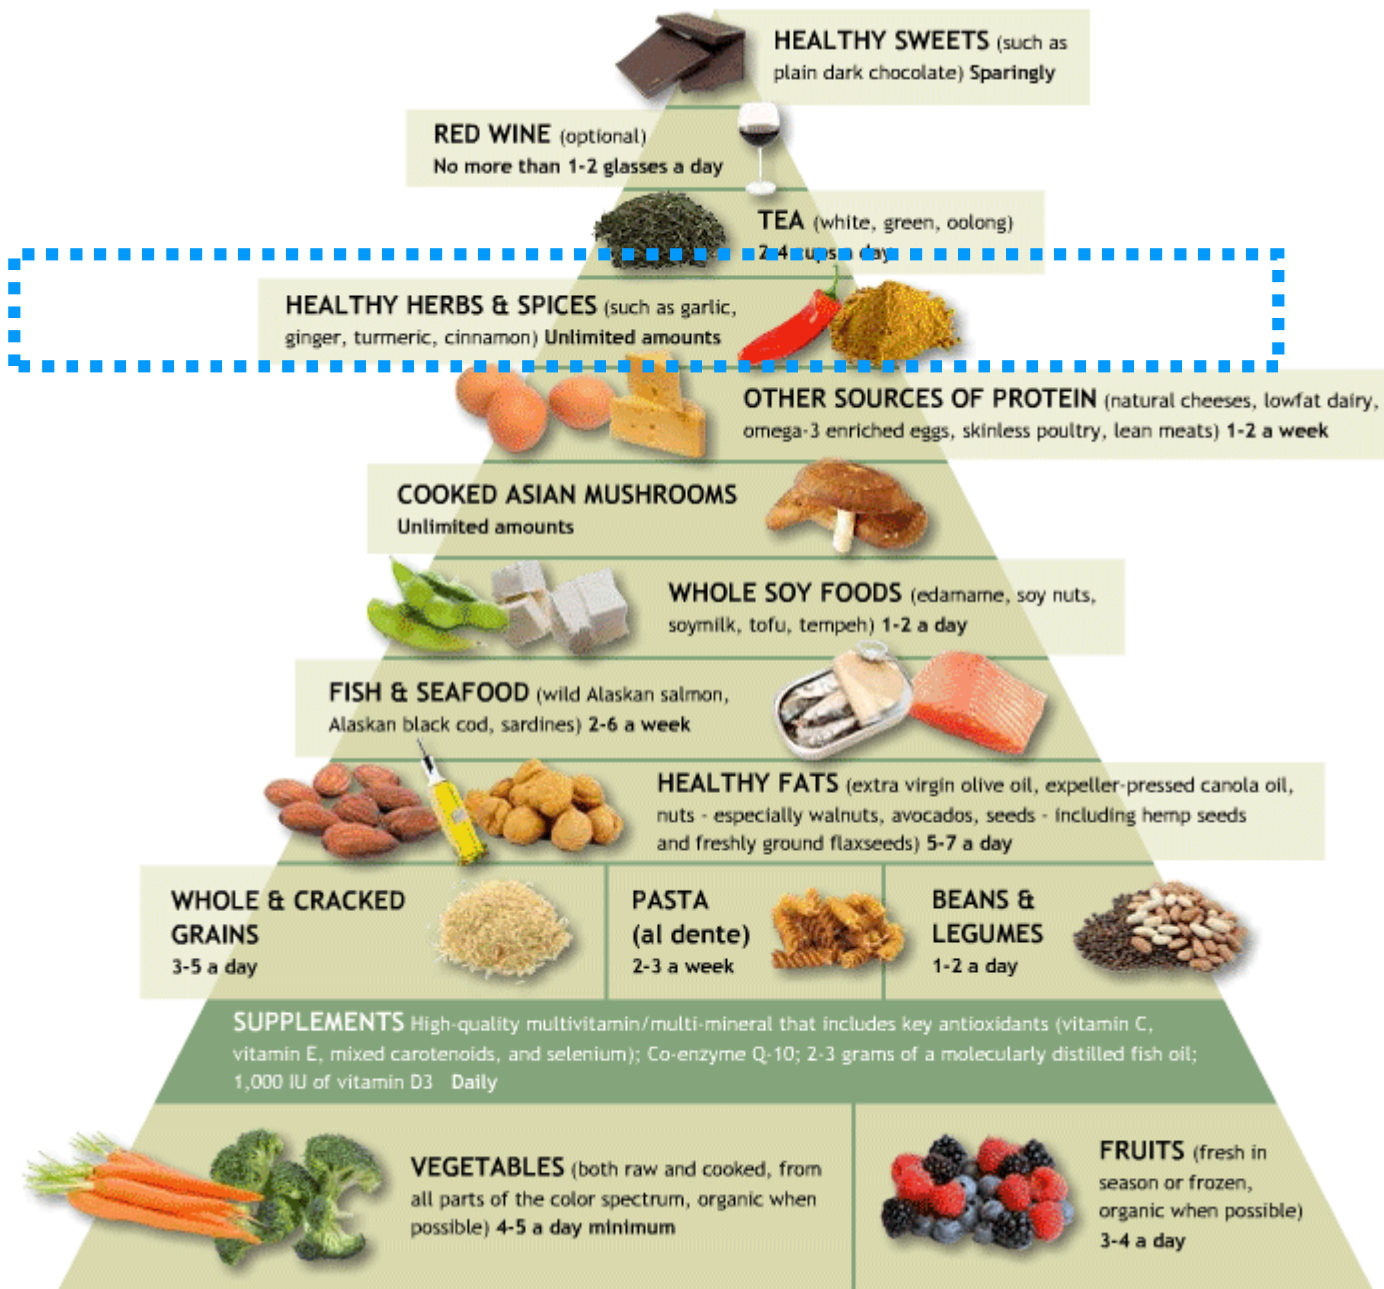 HEALTHY SWEETS (such as
plain dark chocolate) Sparingly
RED WINE (optional)
No more than 1-2 glasses a day
TEA (white, green, oolong)
2-4 cups a day
HEALTHY HERBS & SPICES (such as garlic,
ginger, turmeric, cinnamon) Unlimited amounts
OTHER SOURCES OF PROTEIN (natural cheeses, lowfat dairy,
omega-3 enriched eggs, skinless poultry, lean meats) 1-2 a week
COOKED ASIAN MUSHROOMS
Unlimited amounts
WHOLE SOY FOODS (edamame, soy nuts,
soymilk, tofu, tempeh) 1-2 a day
FISH & SEAFOOD (wild Alaskan salmon,
Alaskan black cod, sardines) 2-6 a week
HEALTHY FATS (extra virgin olive oil, expeller-pressed canola oil,
nuts - especially walnuts, avocados, seeds - including hemp seeds
and freshly ground flaxseeds) 5-7 a day
WHOLE & CRACKED
GRAINS
3-5 a day
PASTA
(al dente)
2-3 a week
BEANS &
LEGUMES
1-2 a day
SUPPLEMENTS High-quality multivitamin/multi-mineral that includes key antioxidants (vitamin C,
vitamin E, mixed carotenoids, and selenium); Co-enzyme Q-10; 2-3 grams of a molecularly distilled fish oil;
1,000 IU of vitamin D3 Daily
VEGETABLES (both raw and cooked, from
all parts of the color spectrum, organic when
possible) 4-5 a day minimum
FRUITS (fresh in
season or frozen,
organic when possible)
3-4 a day